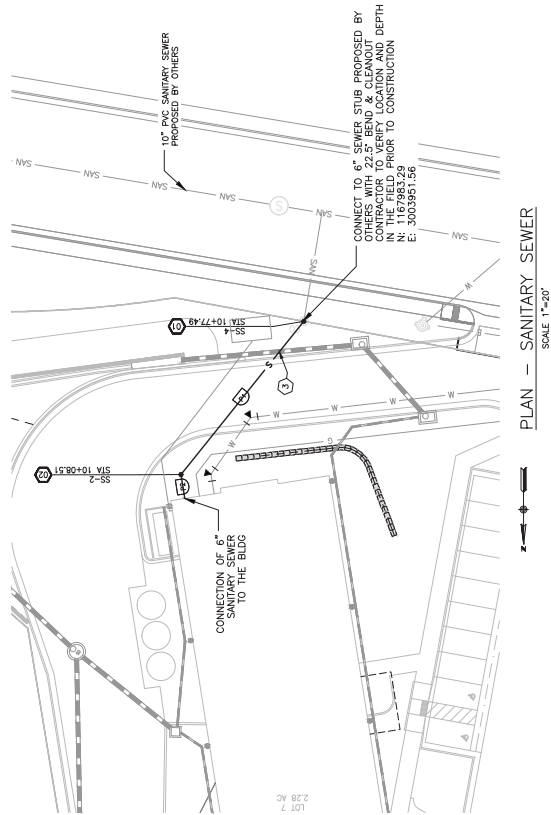 10" PVC SANITARY SEWER
PROPOSED BY OTHERS
SAN
SAN
SAN
SAN
SAN
SAN
SAN
SAN
S
CONNECT TO 6" SEWER STUB PROPOSED BY
OTHERS WITH 22.5° BEND & CLEANOUT
CONTRACTOR TO VERIFY LOCATION AND DEPTH
IN THE FIELD PRIOR TO CONSTRUCTION
N: 1167983.29
E: 3003951.56
01
SS-4
STA: 10+77.49
W
S
P1
3
W
W
W
W
G
02
SS-2
STA 10+08.51
P2
CONNECTION OF 6"
SANITARY SEWER
TO THE BLDG
LOT 7
2.28 AC
N
PLAN – SANITARY SEWER
SCALE 1"=20'